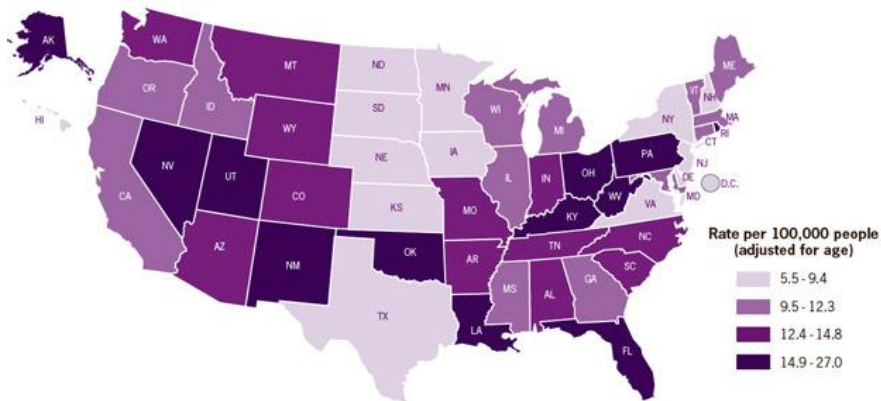 AK
WA
MT
ND
MN
ME
OR
ID
WY
SD
WI
MI
VT
NH
NY
MA
RI
CT
HI
NV
UT
CO
NE
IA
IL
IN
OH
PA
NJ
DE
D.C.
MD
CA
KS
MO
KY
WV
VA
AZ
NM
OK
AR
TN
NC
SC
TX
LA
MS
AL
GA
FL
Rate per 100,000 people
(adjusted for age)
5.5 - 9.4
9.5 - 12.3
12.4 - 14.8
14.9 - 27.0